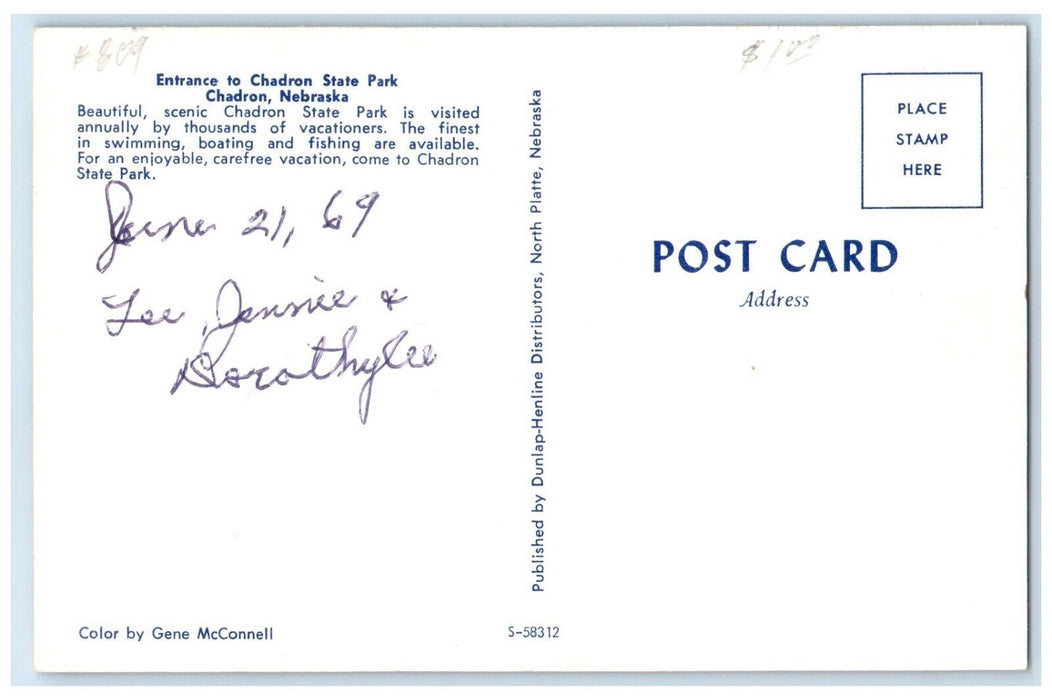 #809
$1.00
Entrance to Chadron State Park
Chadron, Nebraska
Beautiful, scenic Chadron State Park is visited
annually by thousands of vacationers. The finest
in swimming, boating and fishing are available.
For an enjoyable, carefree vacation, come to Chadron
State Park.
June 21, 69
Lee, Jennie &
Dorothylee
Published by Dunlap-Henline Distributors, North Platte, Nebraska
PLACE
STAMP
HERE
POST CARD
Address
Color by Gene McConnell
S-58312